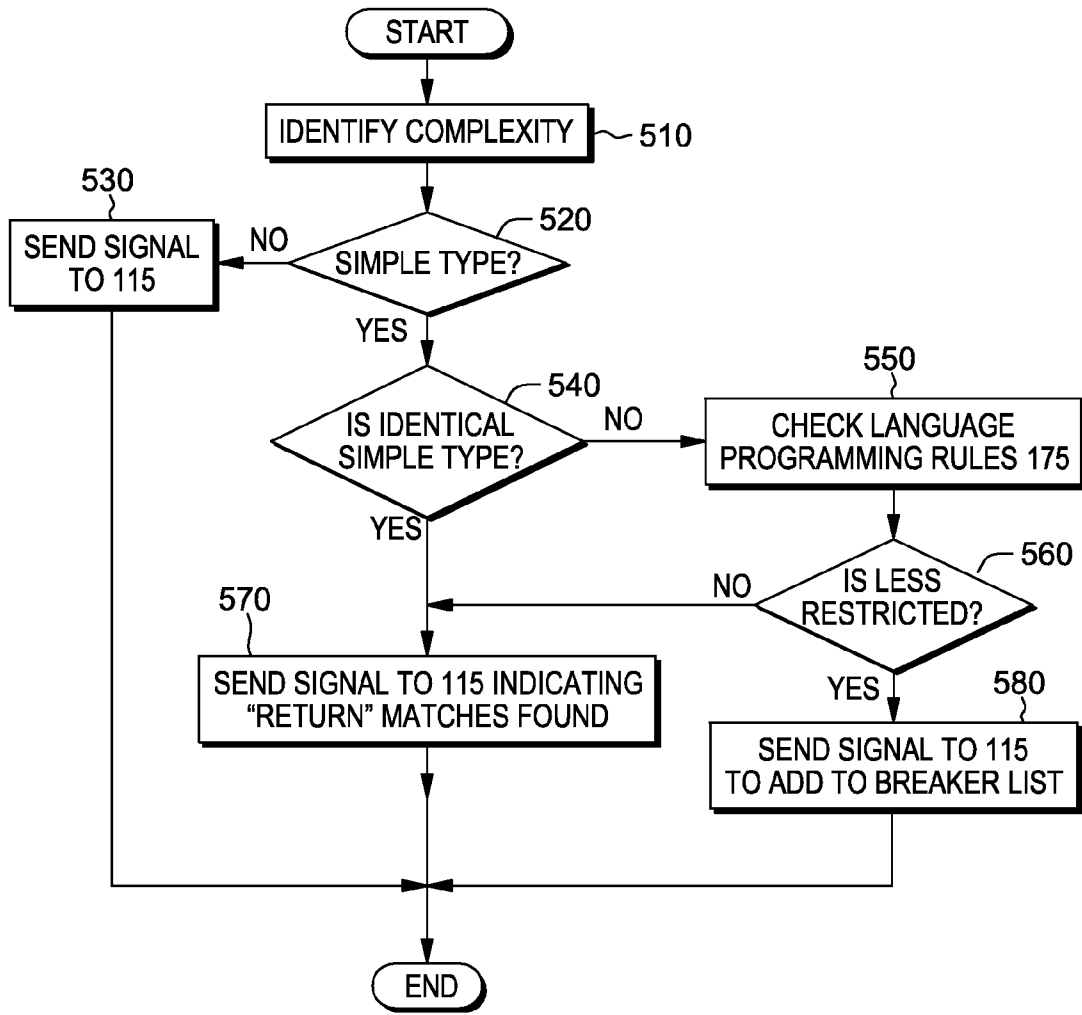 START
IDENTIFY COMPLEXITY
510
530
SEND SIGNAL
TO 115
NO
520
SIMPLE TYPE?
YES
540
IS IDENTICAL
SIMPLE TYPE?
NO
550
CHECK LANGUAGE
PROGRAMMING RULES 175
YES
560
IS LESS
RESTRICTED?
NO
570
SEND SIGNAL TO 115 INDICATING
“RETURN” MATCHES FOUND
YES
580
SEND SIGNAL TO 115
TO ADD TO BREAKER LIST
END